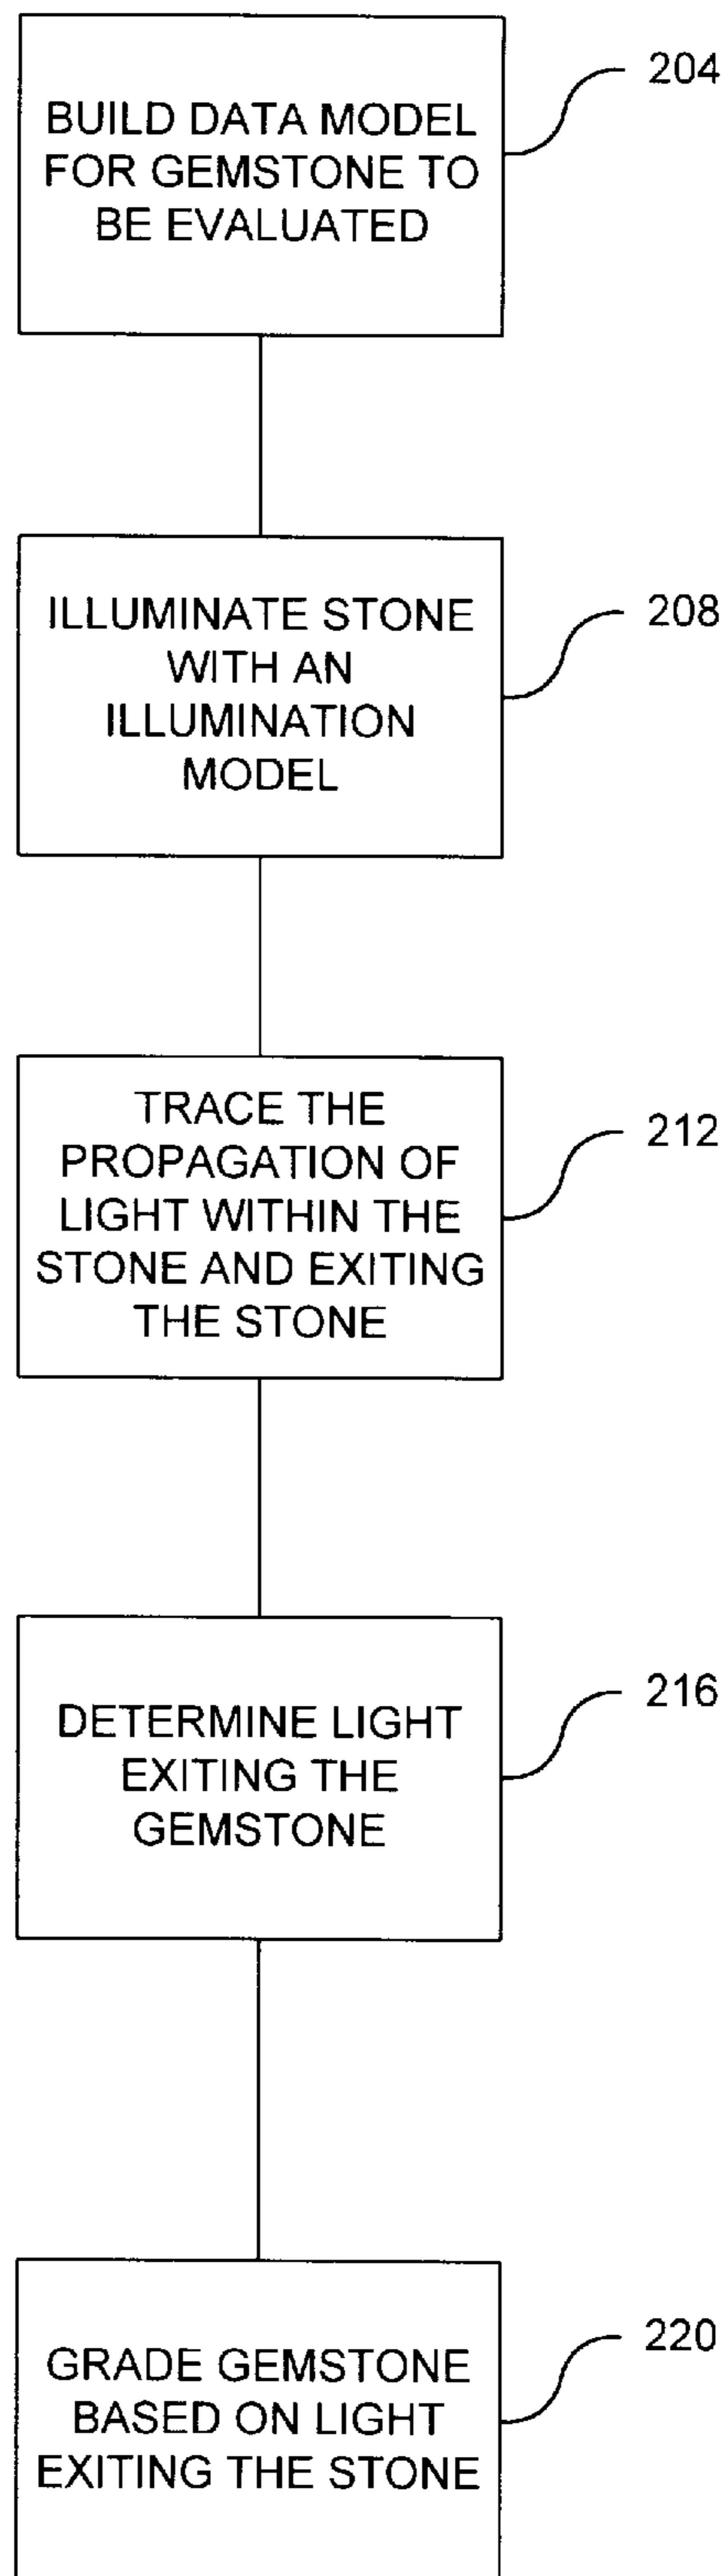 BUILD DATA MODEL
FOR GEMSTONE TO
BE EVALUATED
204
ILLUMINATE STONE
WITH AN
ILLUMINATION
MODEL
208
TRACE THE
PROPAGATION OF
LIGHT WITHIN THE
STONE AND EXITING
THE STONE
212
DETERMINE LIGHT
EXITING THE
GEMSTONE
216
GRADE GEMSTONE
BASED ON LIGHT
EXITING THE STONE
220